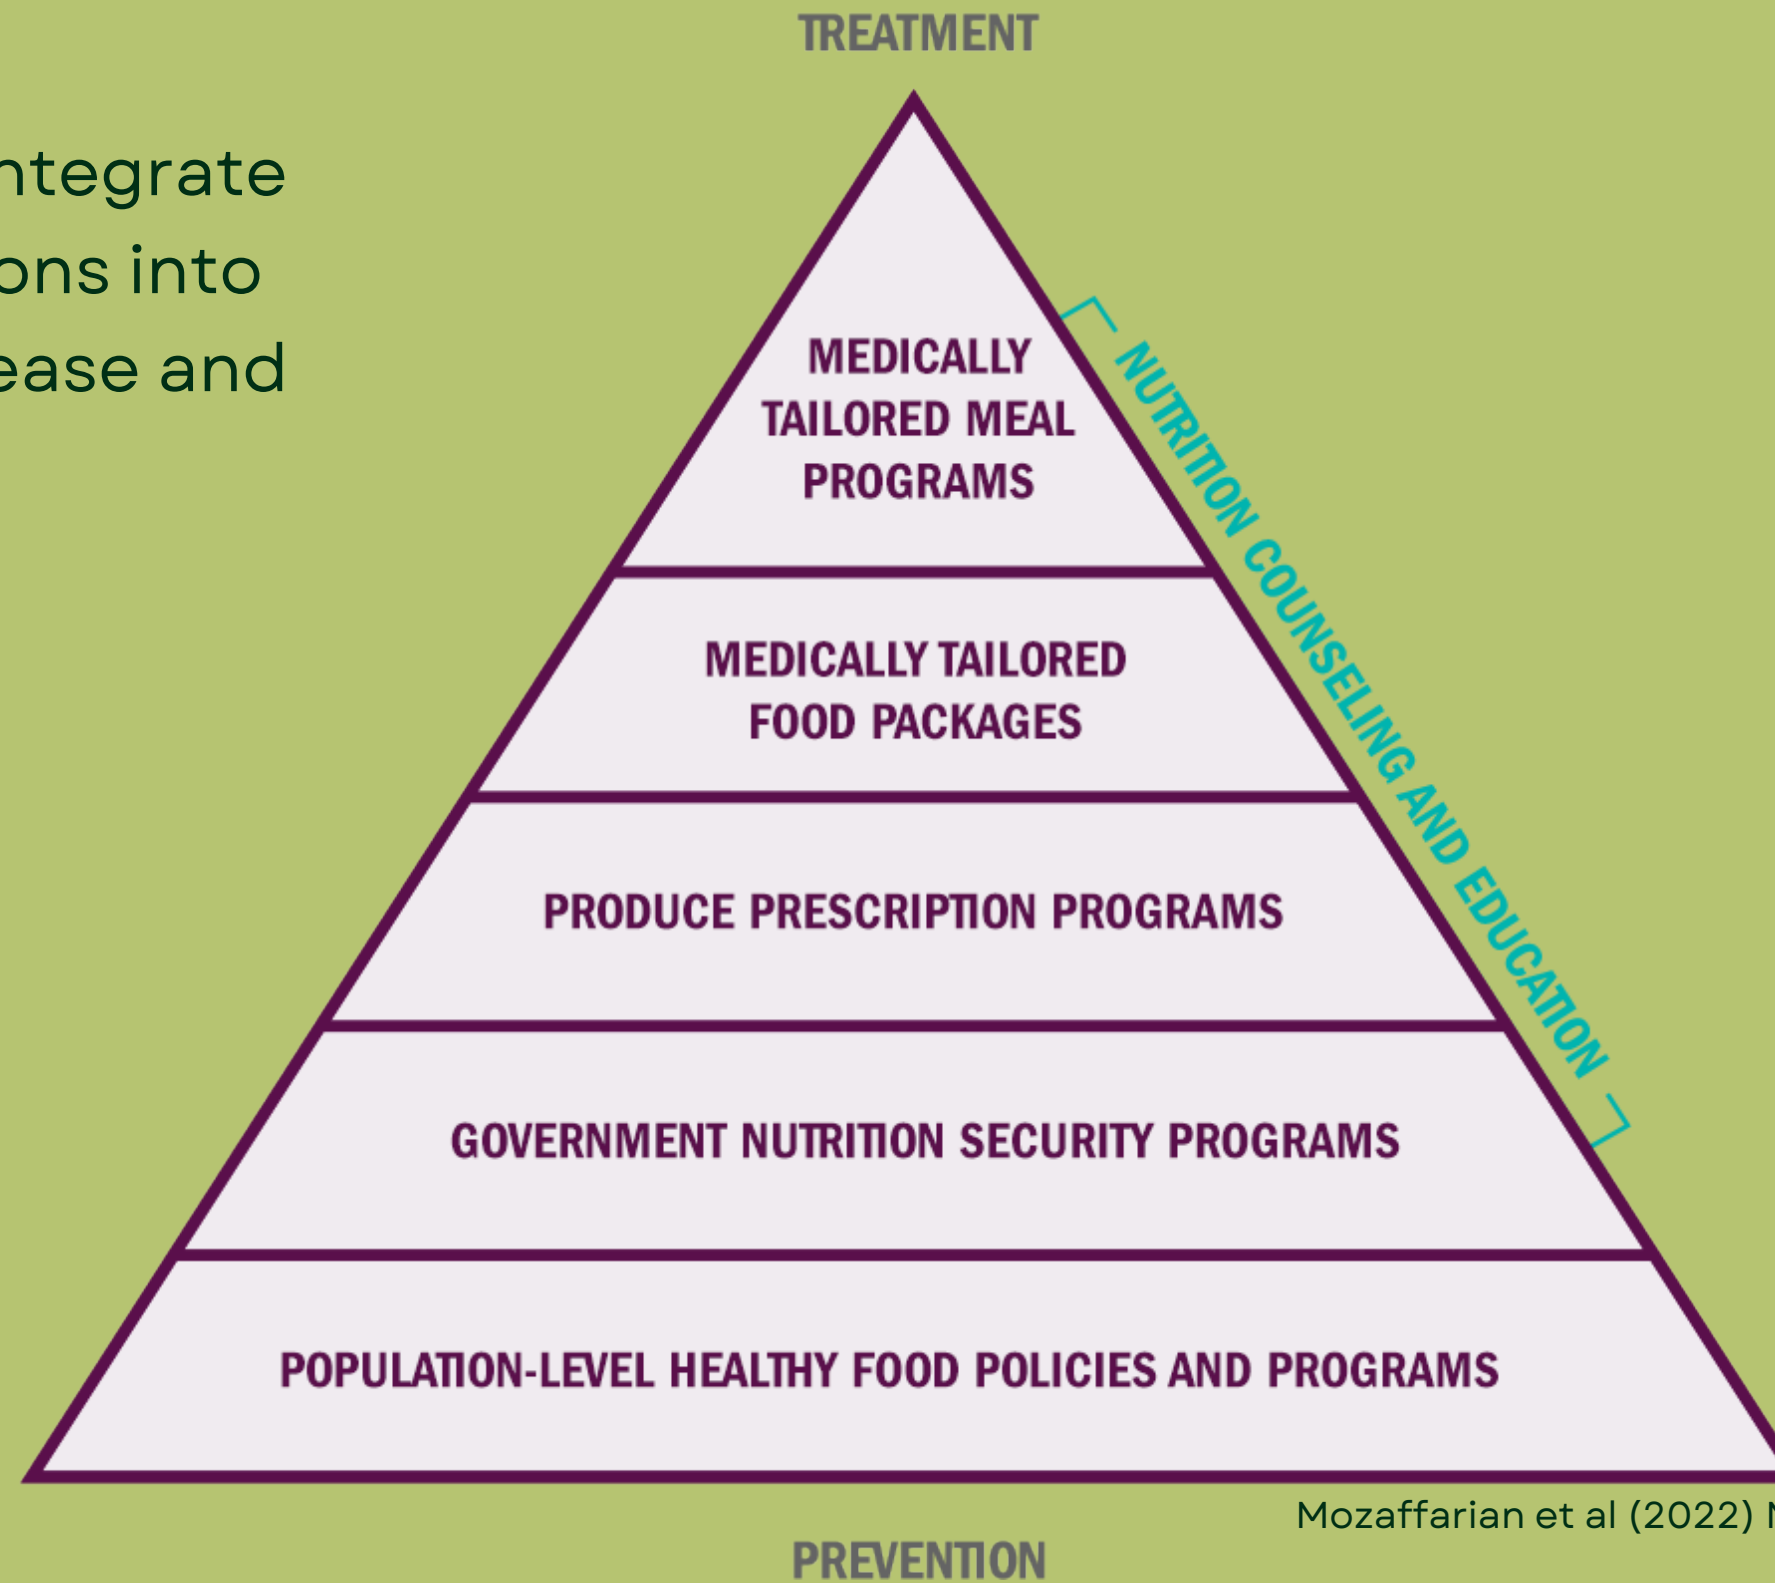 TREATMENT
ntegrate
ons into
ease and
MEDICALLY
TAILORED MEAL
PROGRAMS
NUTRITION COUNSELING AND EDUCATION
MEDICALLY TAILORED
FOOD PACKAGES
PRODUCE PRESCRIPTION PROGRAMS
GOVERNMENT NUTRITION SECURITY PROGRAMS
POPULATION-LEVEL HEALTHY FOOD POLICIES AND PROGRAMS
Mozaffarian et al (2022)
PREVENTION